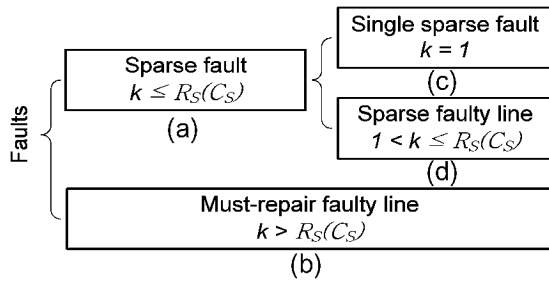 Faults
Sparse fault
k ≤ R_S(C_S)
(a)
Single sparse fault
k = 1
(c)
Sparse faulty line
1 < k ≤ R_S(C_S)
(d)
Must-repair faulty line
k > R_S(C_S)
(b)